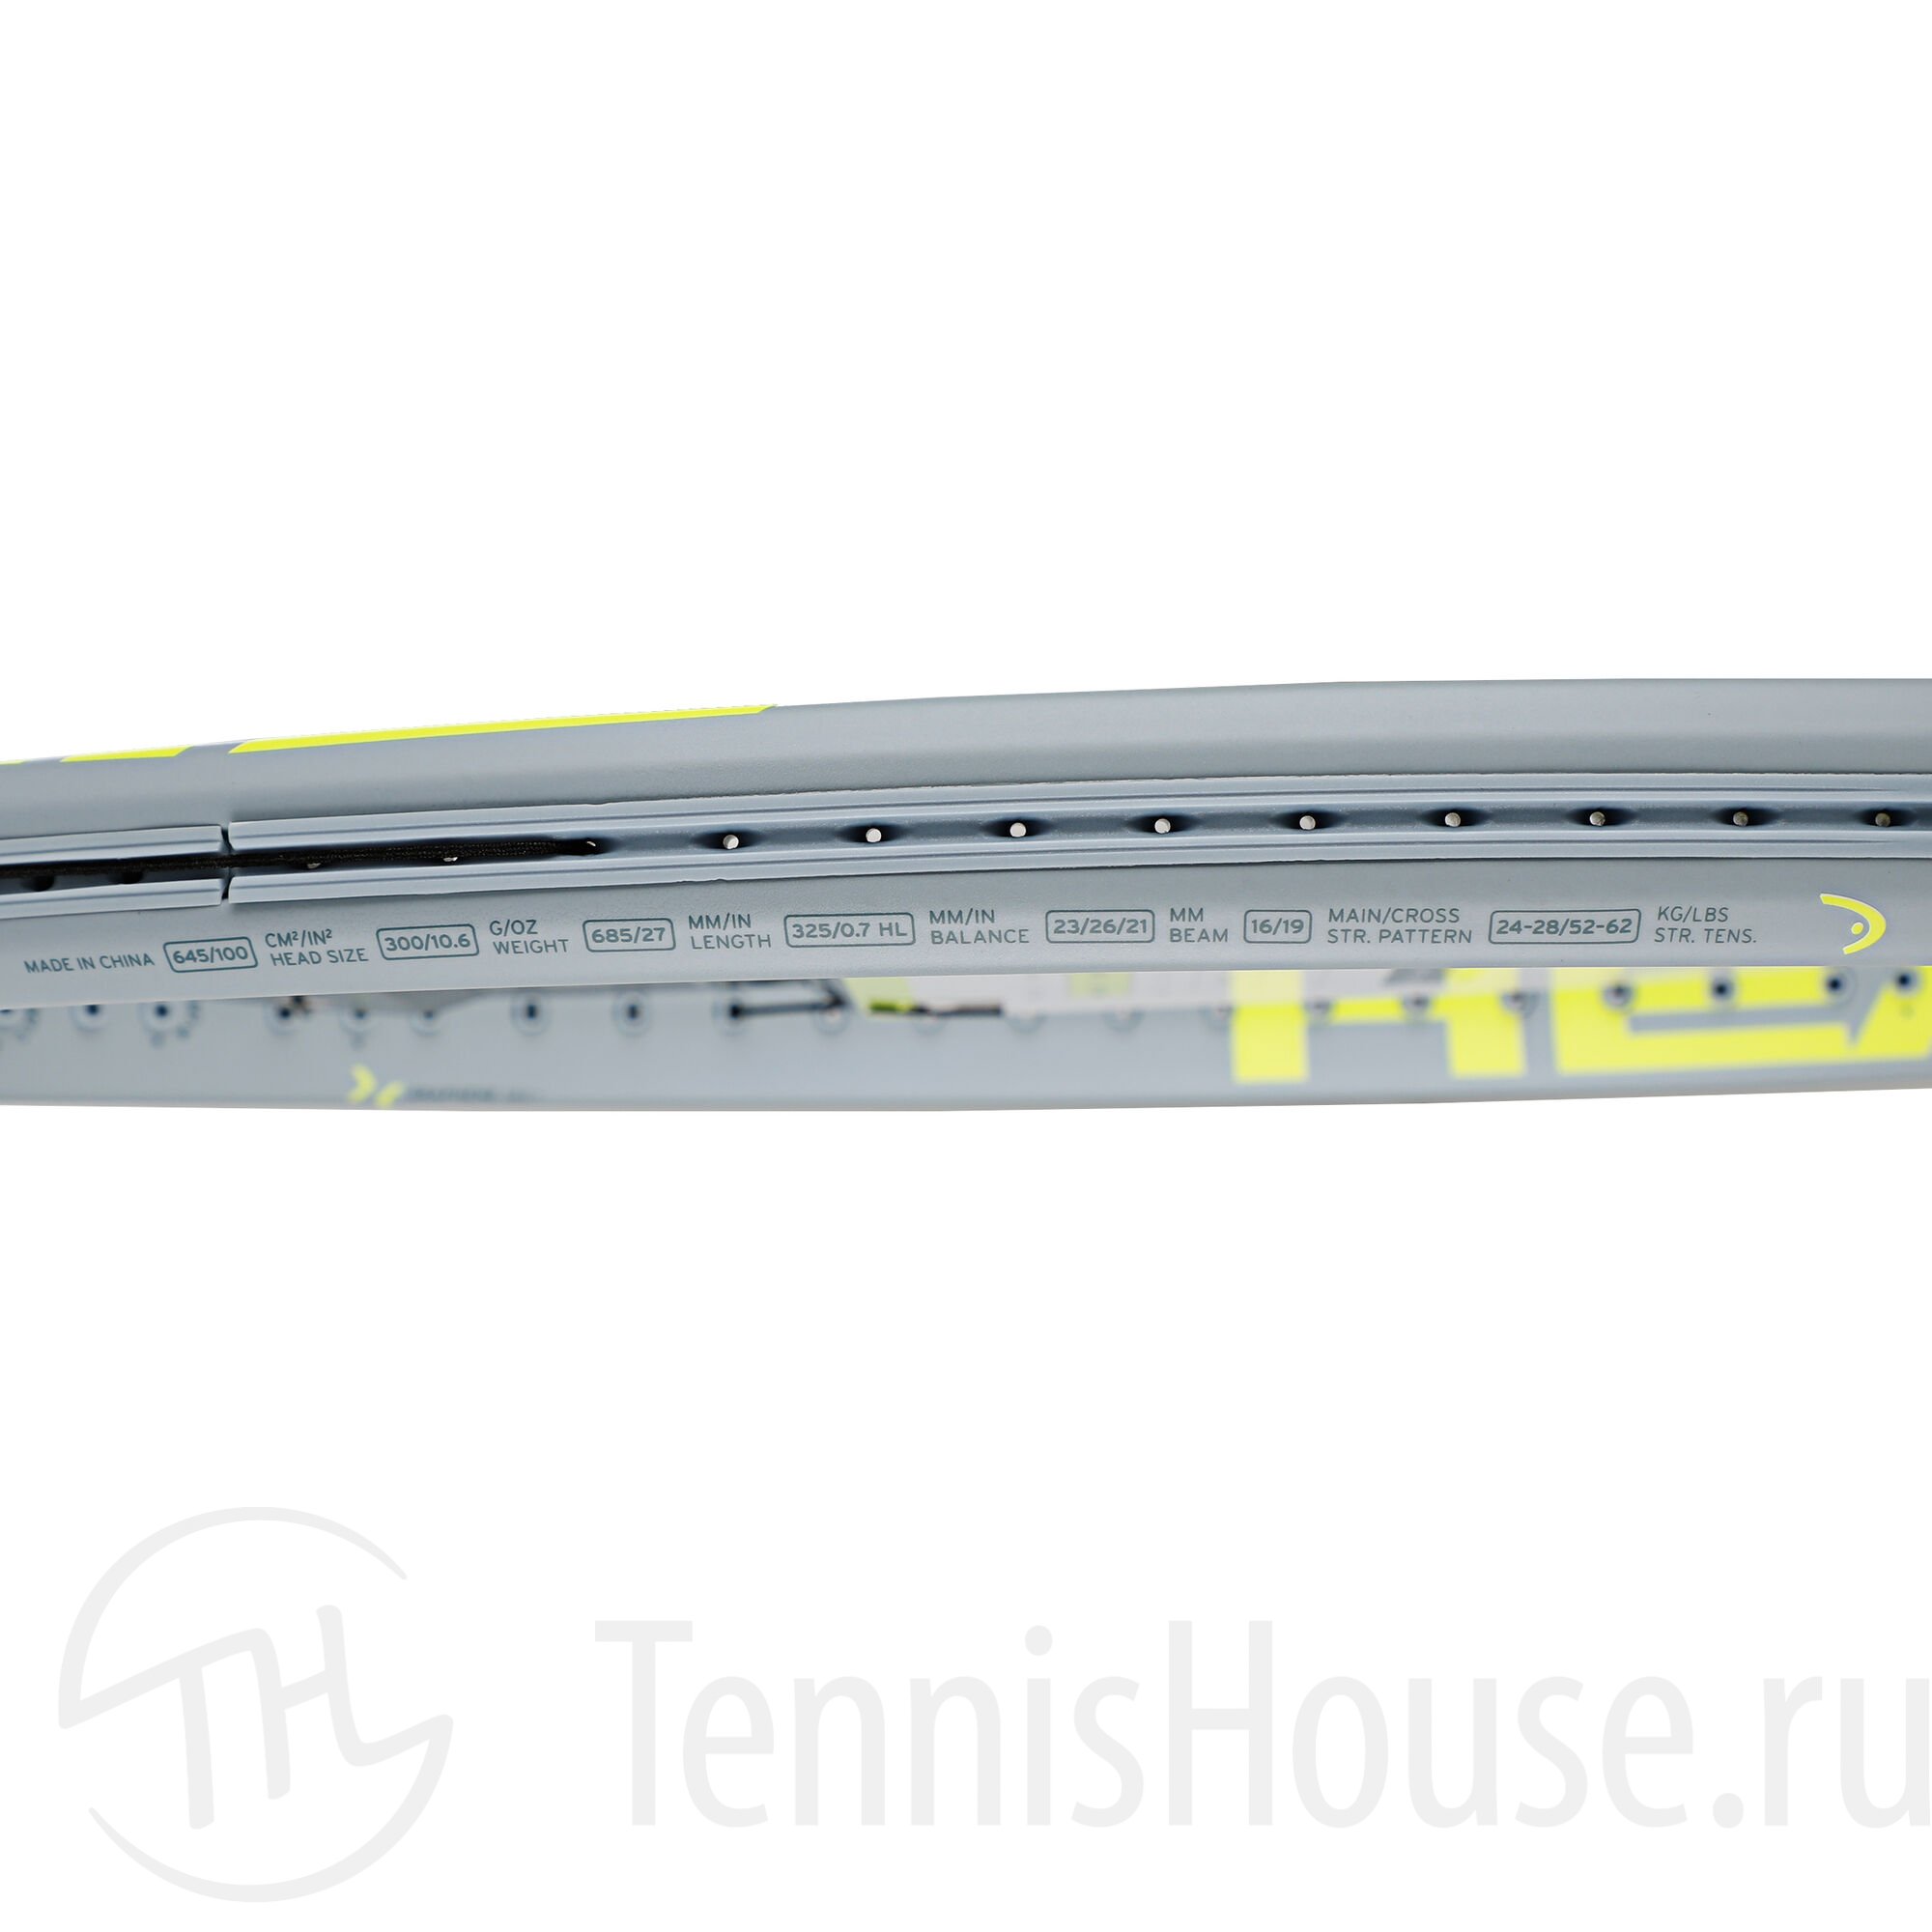 MADE IN CHINA 645/100 CM²/IN² HEAD SIZE 300/10.6 G/OZ WEIGHT 685/27 MM/IN LENGTH 325/0.7 HL MM/IN BALANCE 23/26/21 MM BEAM 16/19 MAIN/CROSS STR. PATTERN 24-28/52-62 KG/LBS STR. TENS.
TH TennisHouse.ru